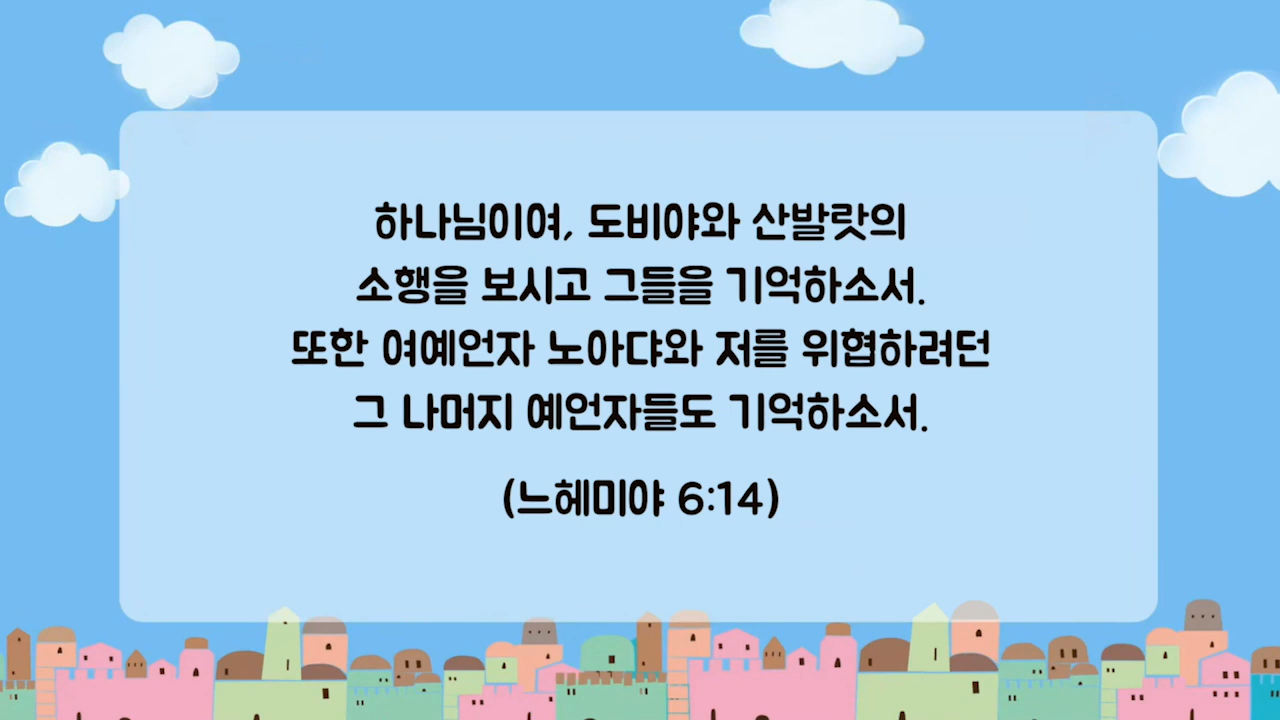 하나님이여, 도비야와 산발랏의
소행을 보시고 그들을 기억하소서.
또한 여예언자 노아댜와 저를 위협하려던
그 나머지 예언자들도 기억하소서.
(느헤미야 6:14)